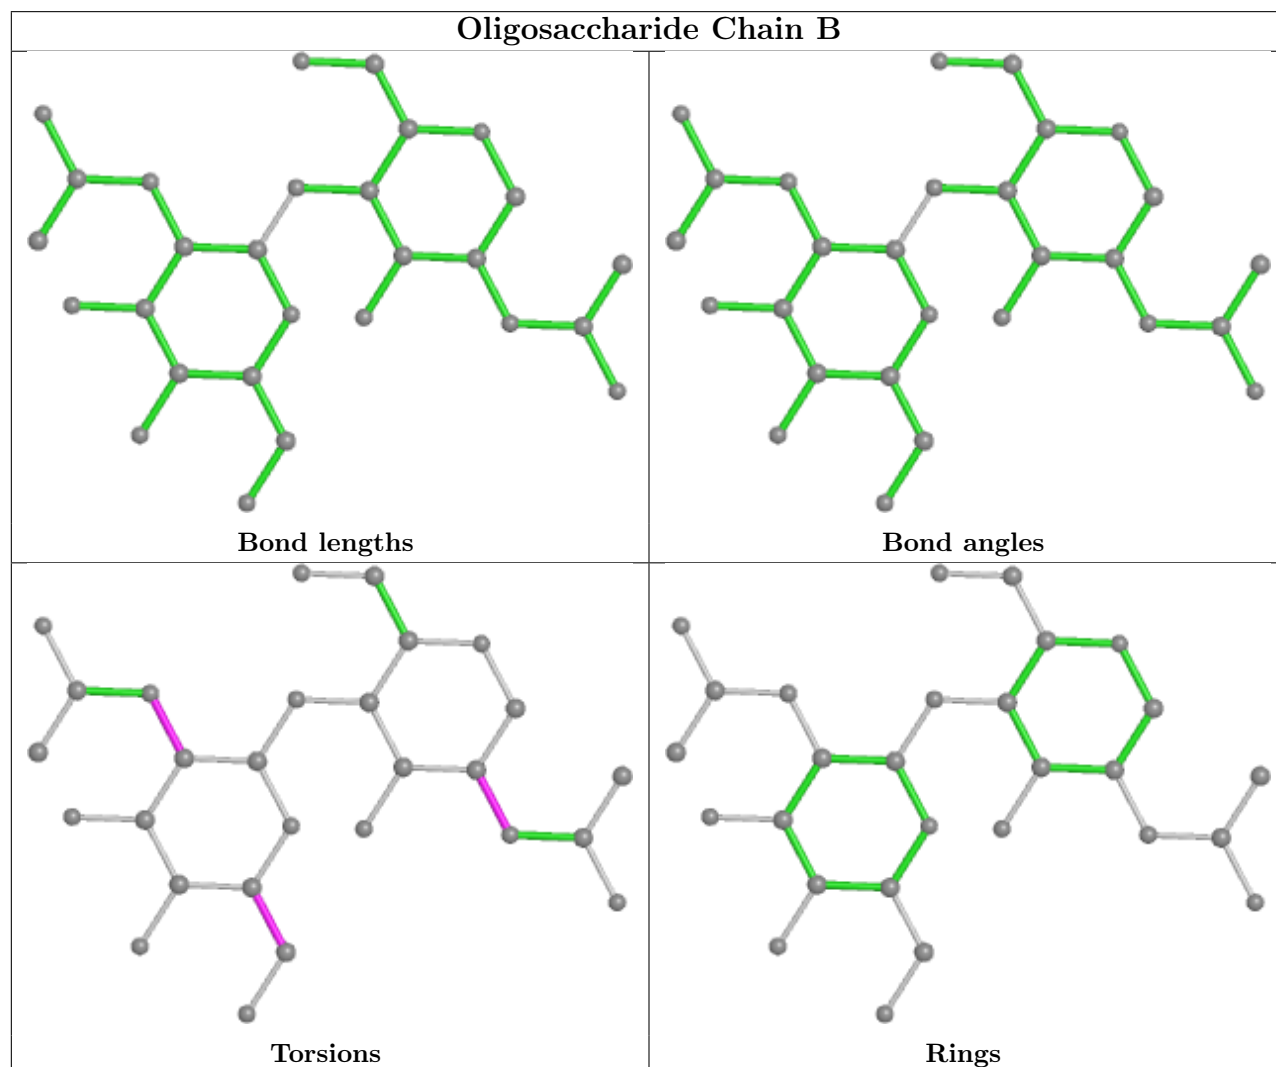 Oligosaccharide Chain B
Bond lengths
Bond angles
Torsions
Rings